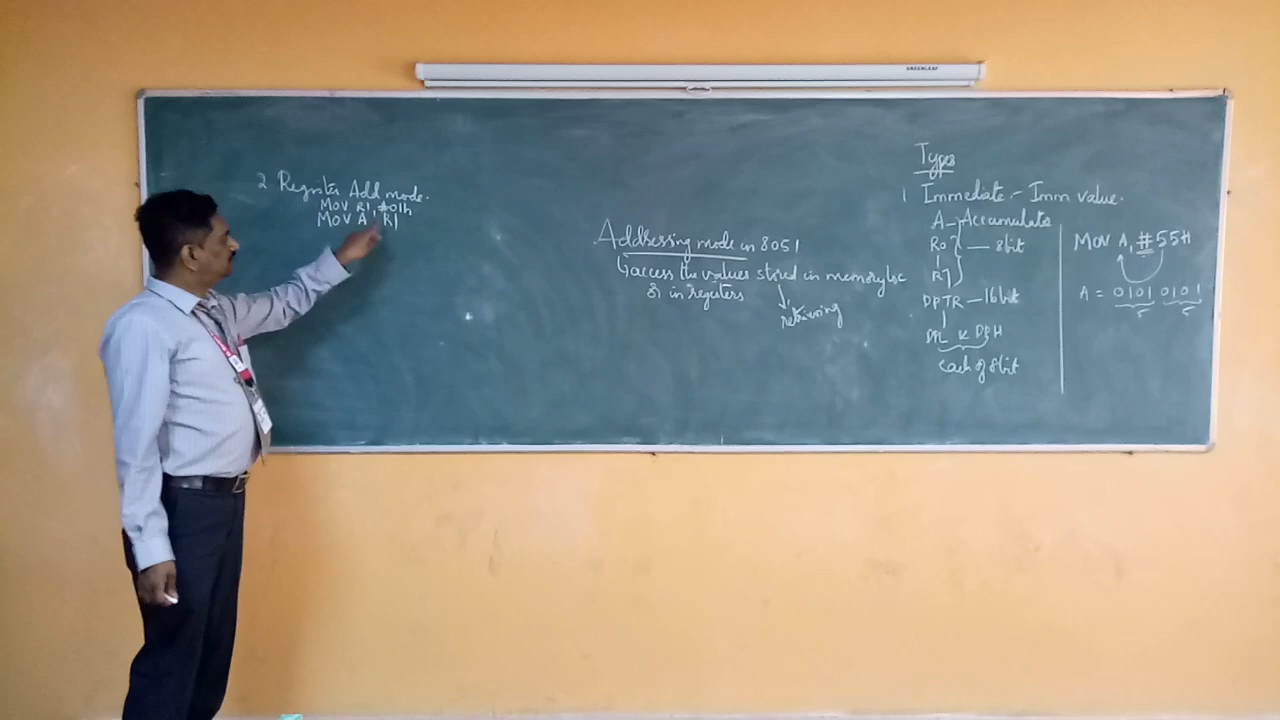 GREENLEAF
2 Register Add mode.
MOV R1, #01h
MOV A, R1
Addressing mode in 8051
↳access the values stored in memory loc
& in registers
retrieving
Types
1 Immediate - Imm value.
A - Accumulator
R0
— 8bit
R7
DPTR — 16bit
DPL & DPH
each of 8bit
MOV A, #55H
A = 0101 0101
5 5